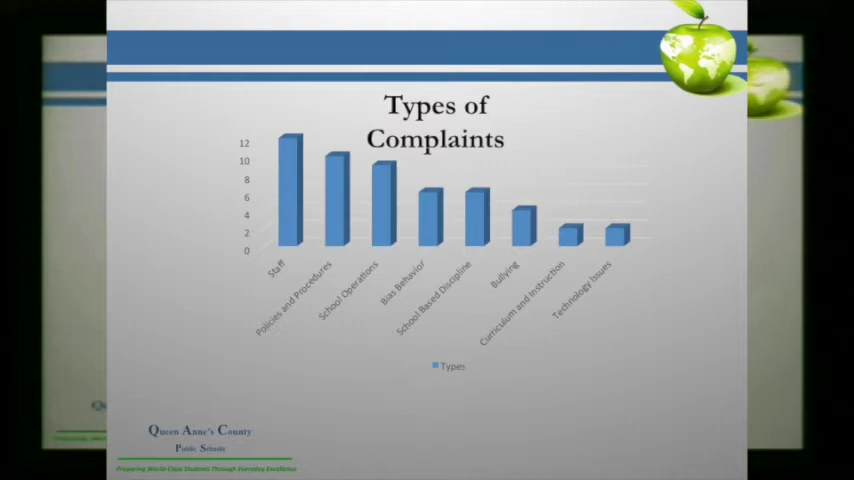 Types of
Complaints
12
10
8
6
4
2
0
Staff
Policies and Procedures
School Operations
Bias Behavior
School Based Discipline
Bullying
Curriculum and Instruction
Technology Issues
Types
Queen Anne's County
Public Schools
Preparing World-Class Students Through Everyday Excellence